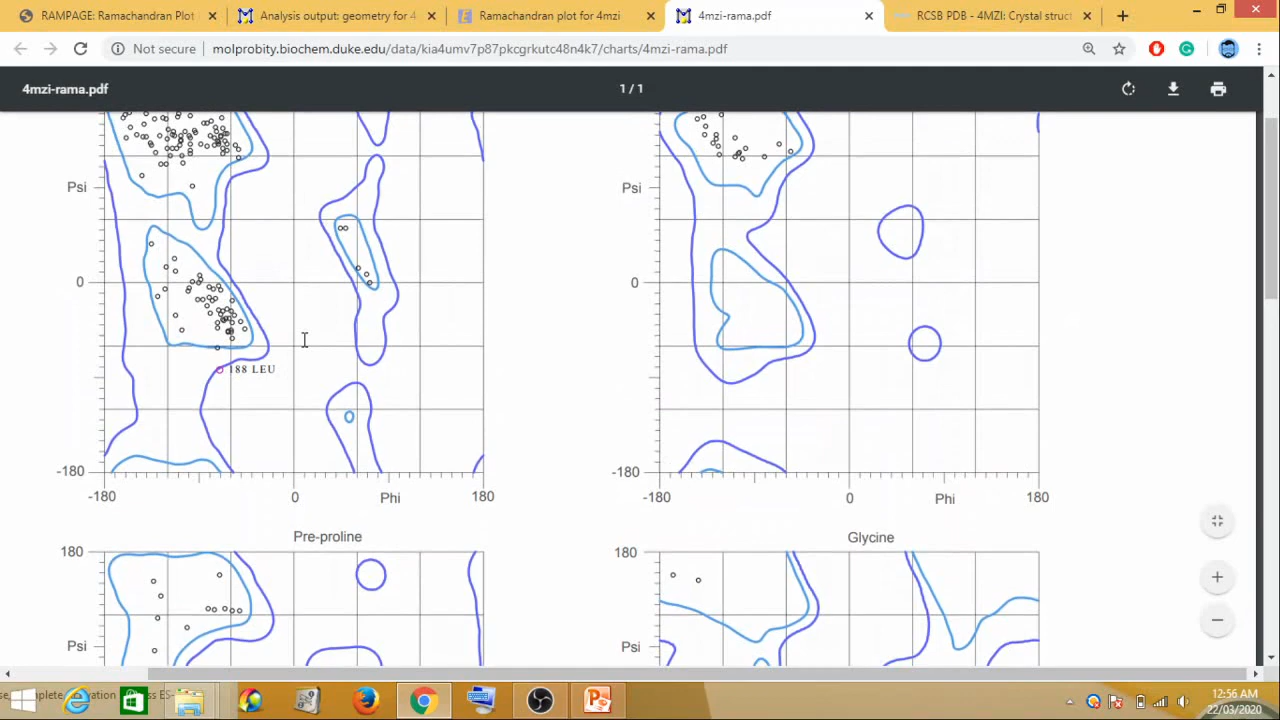 RAMPAGE: Ramachandran Plot
Analysis output: geometry for 4
Ramachandran plot for 4mzi
4mzi-rama.pdf
RCSB PDB - 4MZI: Crystal struct
Not secure
molprobity.biochem.duke.edu/data/kia4umv7p87pkcgrkutc48n4k7/charts/4mzi-rama.pdf
4mzi-rama.pdf
1 / 1
Psi
Psi
0
0
188 LEU
-180
-180
-180
0
Phi
180
-180
0
Phi
180
Pre-proline
Glycine
180
180
Psi
Psi
12:56 AM
22/03/2020